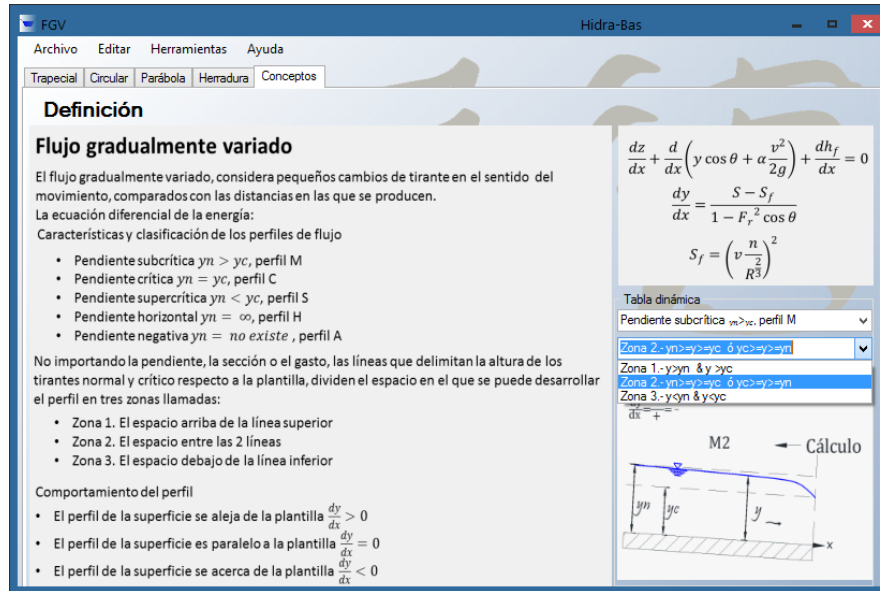 FGV
Hidra-Bas
Archivo Editar Herramientas Ayuda
Trapecial Circular Parábola Herradura Conceptos
Definición
Flujo gradualmente variado
El flujo gradualmente variado, considera pequeños cambios de tirante en el sentido del
movimiento, comparados con las distancias en las que se producen.
La ecuación diferencial de la energía:
Características y clasificación de los perfiles de flujo
• Pendiente subcrítica yn > yc, perfil M
• Pendiente crítica yn = yc, perfil C
• Pendiente supercrítica yn < yc, perfil S
• Pendiente horizontal yn = ∞, perfil H
• Pendiente negativa yn = no existe , perfil A
No importando la pendiente, la sección o el gasto, las líneas que delimitan la altura de los
tirantes normal y crítico respecto a la plantilla, dividen el espacio en el que se puede desarrollar
el perfil en tres zonas llamadas:
• Zona 1. El espacio arriba de la línea superior
• Zona 2. El espacio entre las 2 líneas
• Zona 3. El espacio debajo de la línea inferior
Comportamiento del perfil
• El perfil de la superficie se aleja de la plantilla dy/dx > 0
• El perfil de la superficie es paralelo a la plantilla dy/dx = 0
• El perfil de la superficie se acerca de la plantilla dy/dx < 0
dz/dx + d/dx (y cos θ + α v²/2g) + dh_f/dx = 0
dy/dx = (S − S_f)/(1 − F_r² cos θ)
S_f = (v n/R^(2/3))²
Tabla dinámica
Pendiente subcrítica yn>yc, perfil M
Zona 2.- yn>=y>=yc ó yc>=y>=yn
Zona 1.- y>yn & y >yc
Zona 2.- yn>=y>=yc ó yc>=y>=yn
Zona 3.- y<yn & y<yc
M2 Cálculo
yn yc y
x